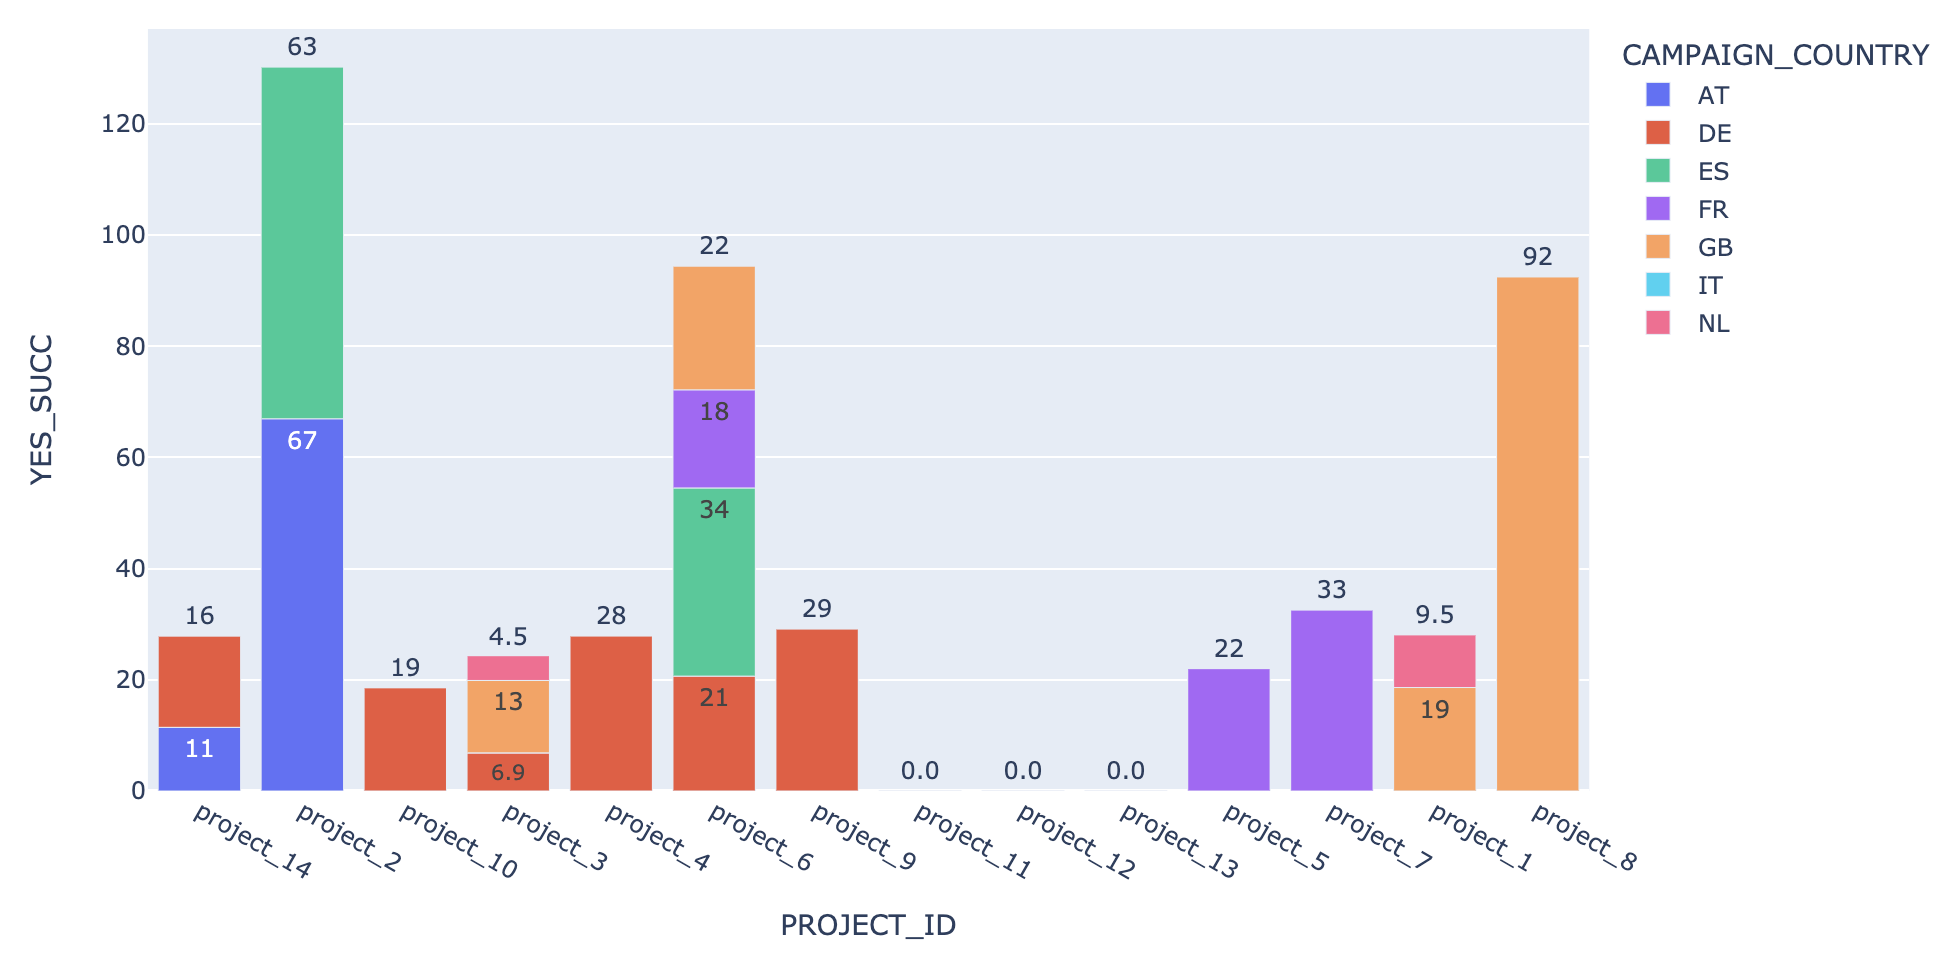 CAMPAIGN_COUNTRY
AT
DE
ES
FR
GB
IT
NL
YES_SUCC
120
100
80
60
40
20
0
16
11
63
67
19
4.5
13
6.9
28
22
18
34
21
29
0.0
0.0
0.0
22
33
9.5
19
92
project_14
project_2
project_10
project_3
project_4
project_6
project_9
project_11
project_12
project_13
project_5
project_7
project_1
project_8
PROJECT_ID